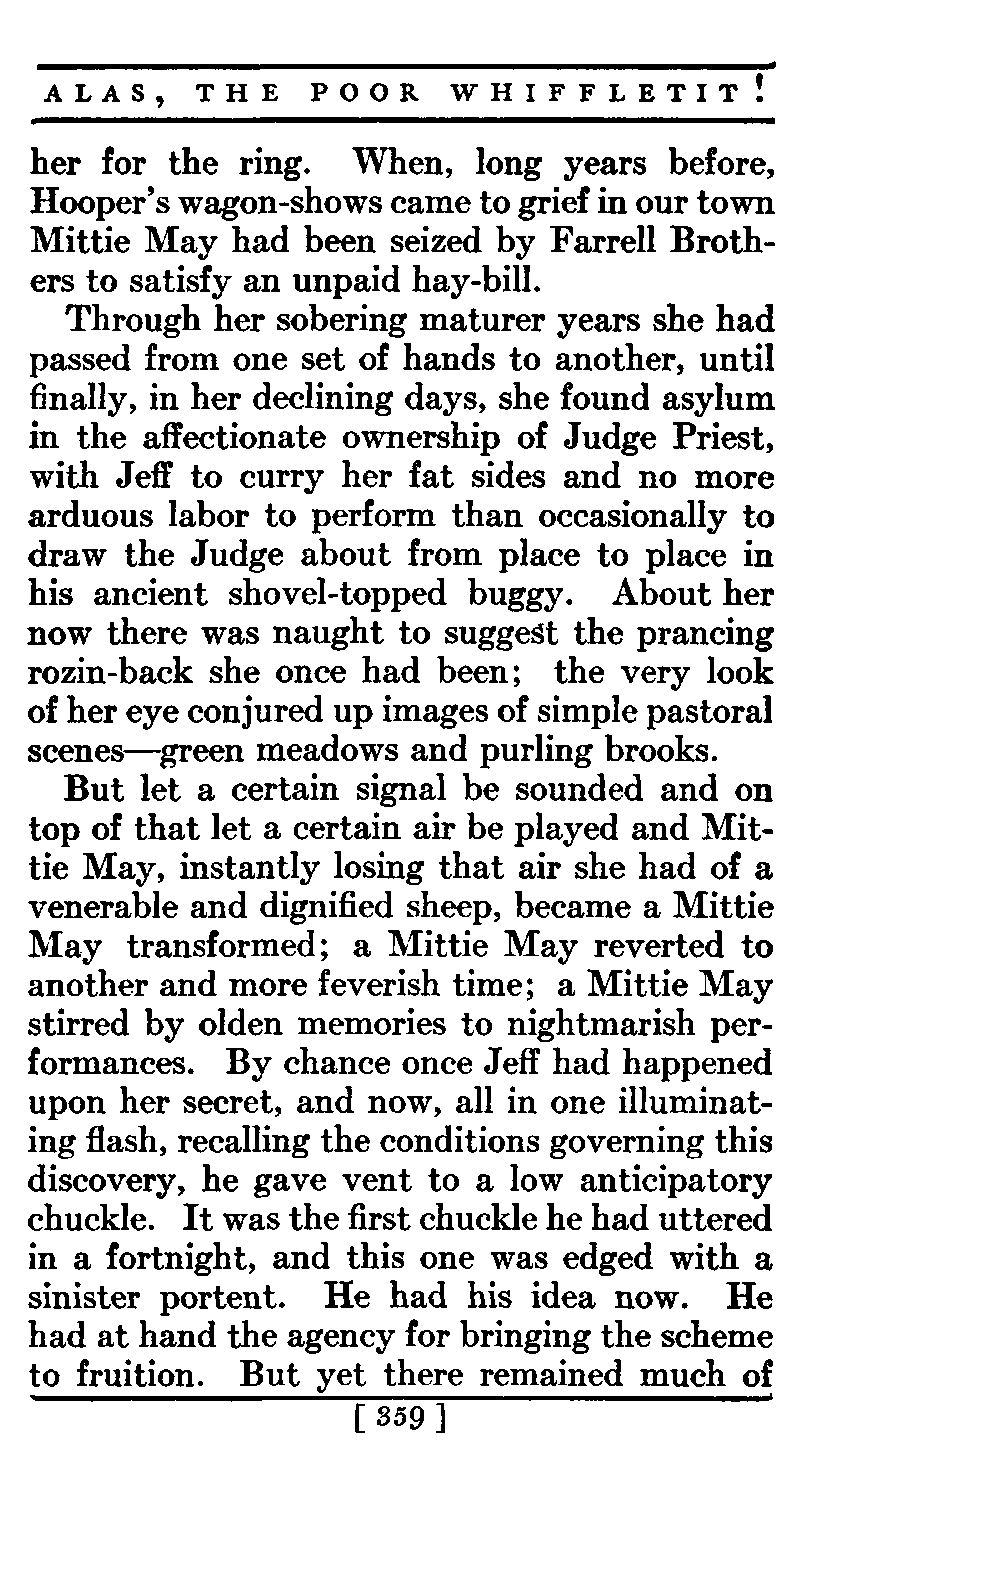 ALAS, THE POOR WHIFFLETIT!
her for the ring. When, long years before,
Hooper's wagon-shows came to grief in our town
Mittie May had been seized by Farrell Broth-
ers to satisfy an unpaid hay-bill.
Through her sobering maturer years she had
passed from one set of hands to another, until
finally, in her declining days, she found asylum
in the affectionate ownership of Judge Priest,
with Jeff to curry her fat sides and no more
arduous labor to perform than occasionally to
draw the Judge about from place to place in
his ancient shovel-topped buggy. About her
now there was naught to suggest the prancing
rozin-back she once had been; the very look
of her eye conjured up images of simple pastoral
scenes—green meadows and purling brooks.
But let a certain signal be sounded and on
top of that let a certain air be played and Mit-
tie May, instantly losing that air she had of a
venerable and dignified sheep, became a Mittie
May transformed; a Mittie May reverted to
another and more feverish time; a Mittie May
stirred by olden memories to nightmarish per-
formances. By chance once Jeff had happened
upon her secret, and now, all in one illuminat-
ing flash, recalling the conditions governing this
discovery, he gave vent to a low anticipatory
chuckle. It was the first chuckle he had uttered
in a fortnight, and this one was edged with a
sinister portent. He had his idea now. He
had at hand the agency for bringing the scheme
to fruition. But yet there remained much of
[ 359 ]